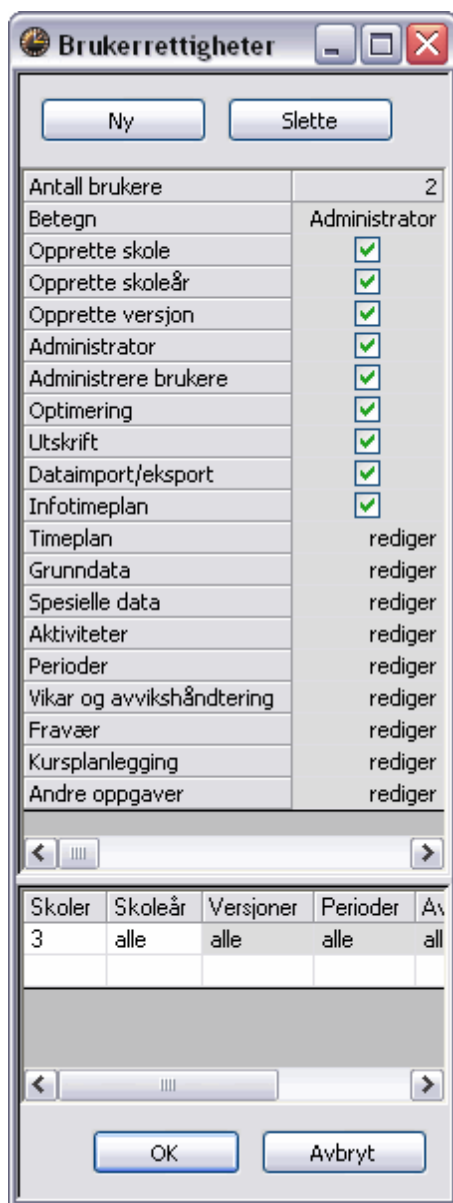 Brukerrettigheter
Ny Slette
Antall brukere 2
Betegn Administrator
Opprette skole
Opprette skoleår
Opprette versjon
Administrator
Administrere brukere
Optimering
Utskrift
Dataimport/eksport
Infotimeplan
Timeplan rediger
Grunndata rediger
Spesielle data rediger
Aktiviteter rediger
Perioder rediger
Vikar og avvikshåndtering rediger
Fravær rediger
Kursplanlegging rediger
Andre oppgaver rediger
Skoler Skoleår Versjoner Perioder Av
3 alle alle alle all
OK Avbryt